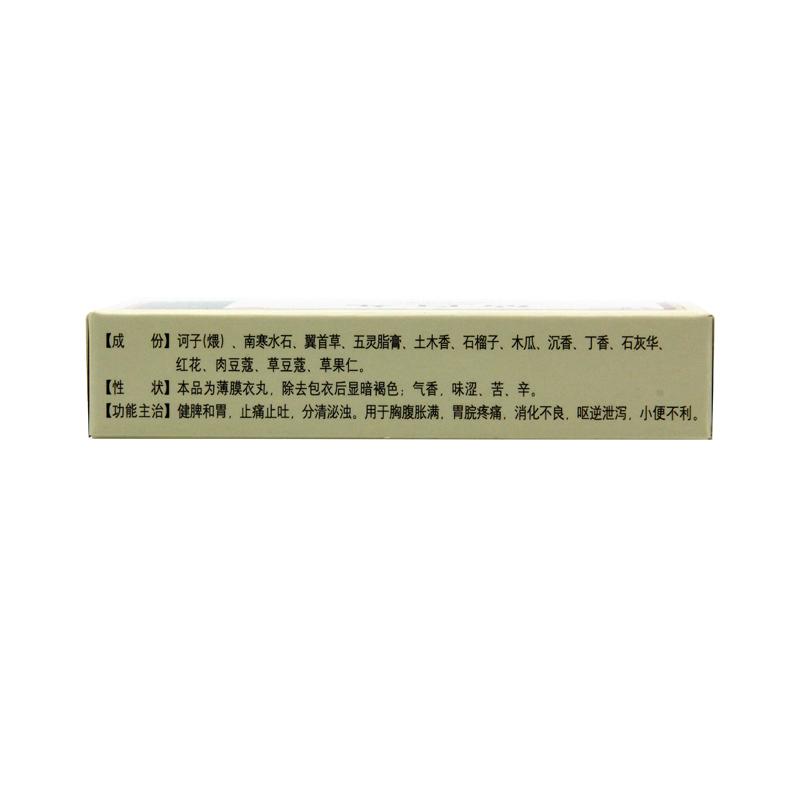 【成　份】诃子(煨)、南寒水石、翼首草、五灵脂膏、土木香、石榴子、木瓜、沉香、丁香、石灰华、
红花、肉豆蔻、草豆蔻、草果仁。
【性　状】本品为薄膜衣丸，除去包衣后显暗褐色；气香，味涩、苦、辛。
【功能主治】健脾和胃，止痛止吐，分清泌浊。用于胸腹胀满，胃脘疼痛，消化不良，呕逆泄泻，小便不利。